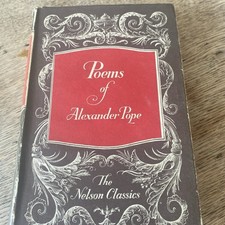 Poems
of
Alexander Pope
The
Nelson Classics